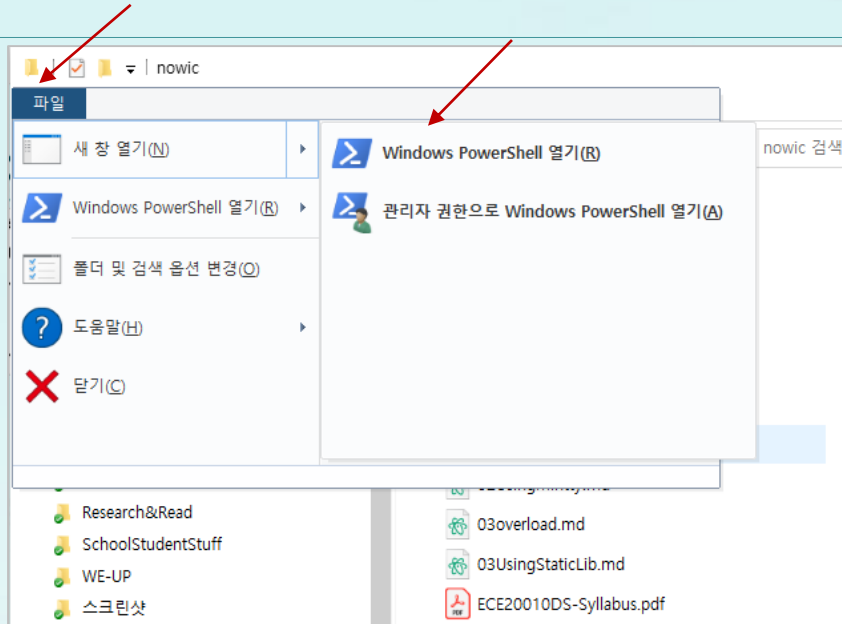 nowic
파일
새 창 열기(N)
Windows PowerShell 열기(R)
폴더 및 검색 옵션 변경(O)
도움말(H)
닫기(C)
Windows PowerShell 열기(R)
관리자 권한으로 Windows PowerShell 열기(A)
nowic 검색
Research&Read
SchoolStudentStuff
WE-UP
스크린샷
03overload.md
03UsingStaticLib.md
ECE20010DS-Syllabus.pdf